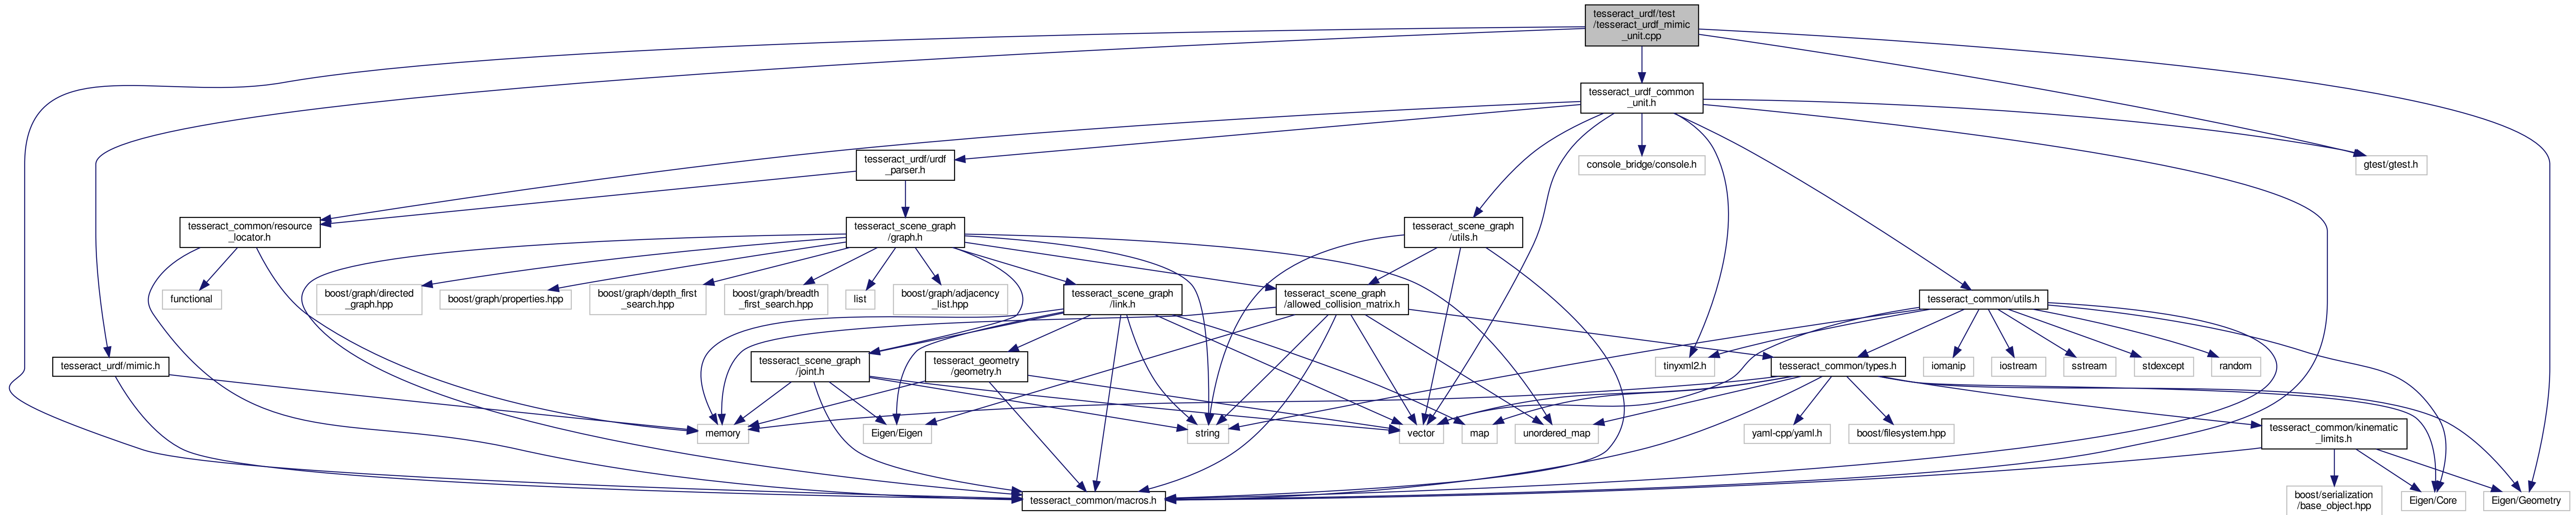 tesseract_urdf/test
/tesseract_urdf_mimic
_unit.cpp
tesseract_urdf_common
_unit.h
tesseract_urdf/urdf
_parser.h
console_bridge/console.h
gtest/gtest.h
tesseract_common/resource
_locator.h
tesseract_scene_graph
/graph.h
tesseract_scene_graph
/utils.h
functional
boost/graph/directed
_graph.hpp
boost/graph/properties.hpp
boost/graph/depth_first
_search.hpp
boost/graph/breadth
_first_search.hpp
list
boost/graph/adjacency
_list.hpp
tesseract_scene_graph
/link.h
tesseract_scene_graph
/allowed_collision_matrix.h
tesseract_common/utils.h
tesseract_urdf/mimic.h
tesseract_scene_graph
/joint.h
tesseract_geometry
/geometry.h
tinyxml2.h
tesseract_common/types.h
iomanip
iostream
sstream
stdexcept
random
memory
Eigen/Eigen
string
vector
map
unordered_map
yaml-cpp/yaml.h
boost/filesystem.hpp
tesseract_common/kinematic
_limits.h
tesseract_common/macros.h
boost/serialization
/base_object.hpp
Eigen/Core
Eigen/Geometry